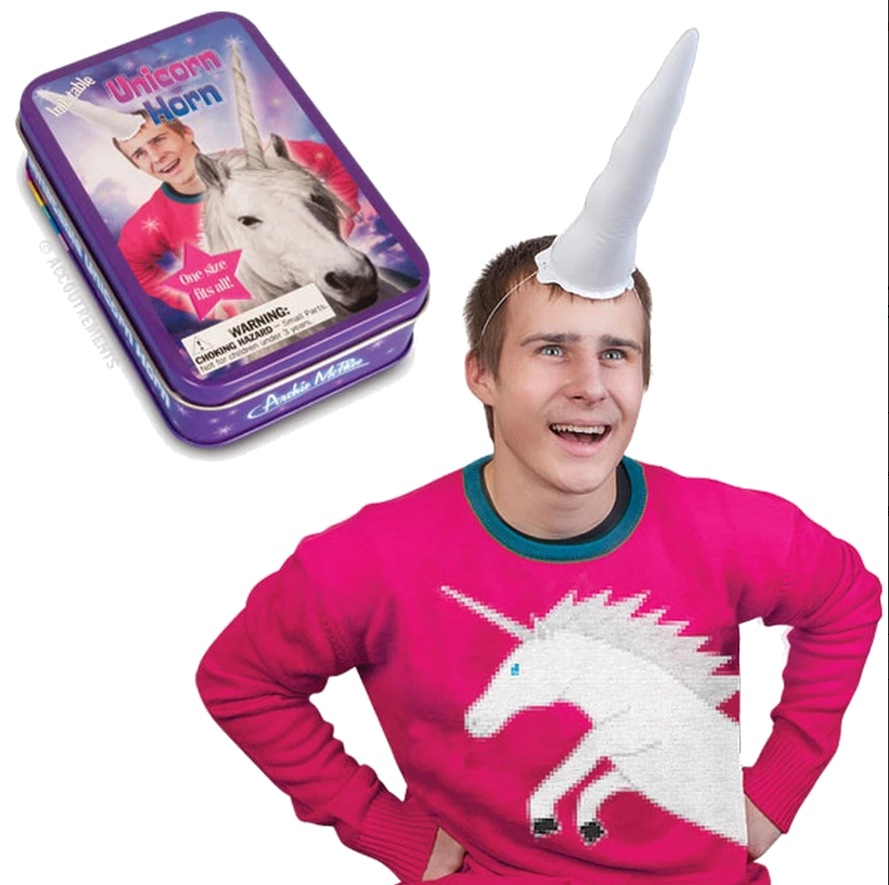 Inflatable
Unicorn
Horn
One size
fits all!
WARNING:
CHOKING HAZARD – Small Parts.
Not for children under 3 years.
Archie McPhee
© ACCOUTREMENTS